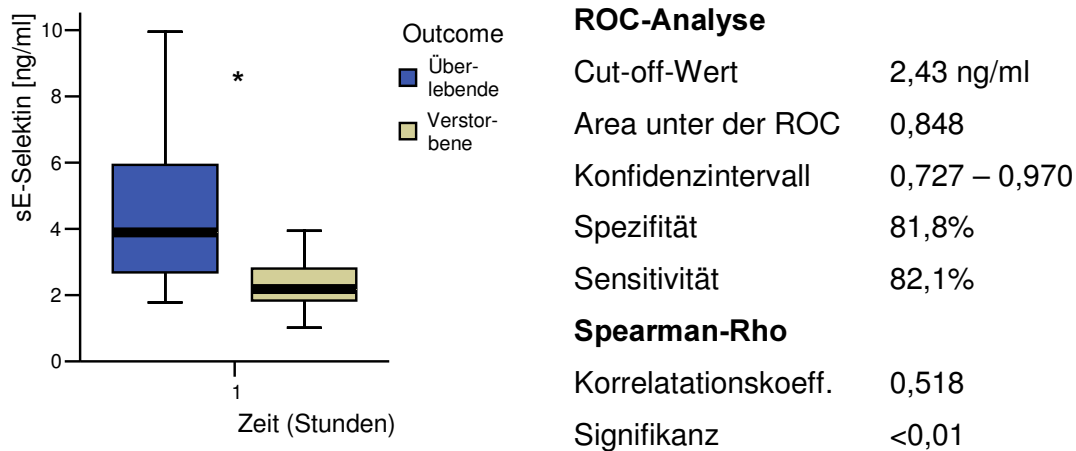 sE-Selektin [ng/ml]
10
8
6
4
2
0
*
1
Zeit (Stunden)
Outcome
Über-
lebende
Verstor-
bene
ROC-Analyse
Cut-off-Wert 2,43 ng/ml
Area unter der ROC 0,848
Konfidenzintervall 0,727 – 0,970
Spezifität 81,8%
Sensitivität 82,1%
Spearman-Rho
Korrelatationskoeff. 0,518
Signifikanz <0,01